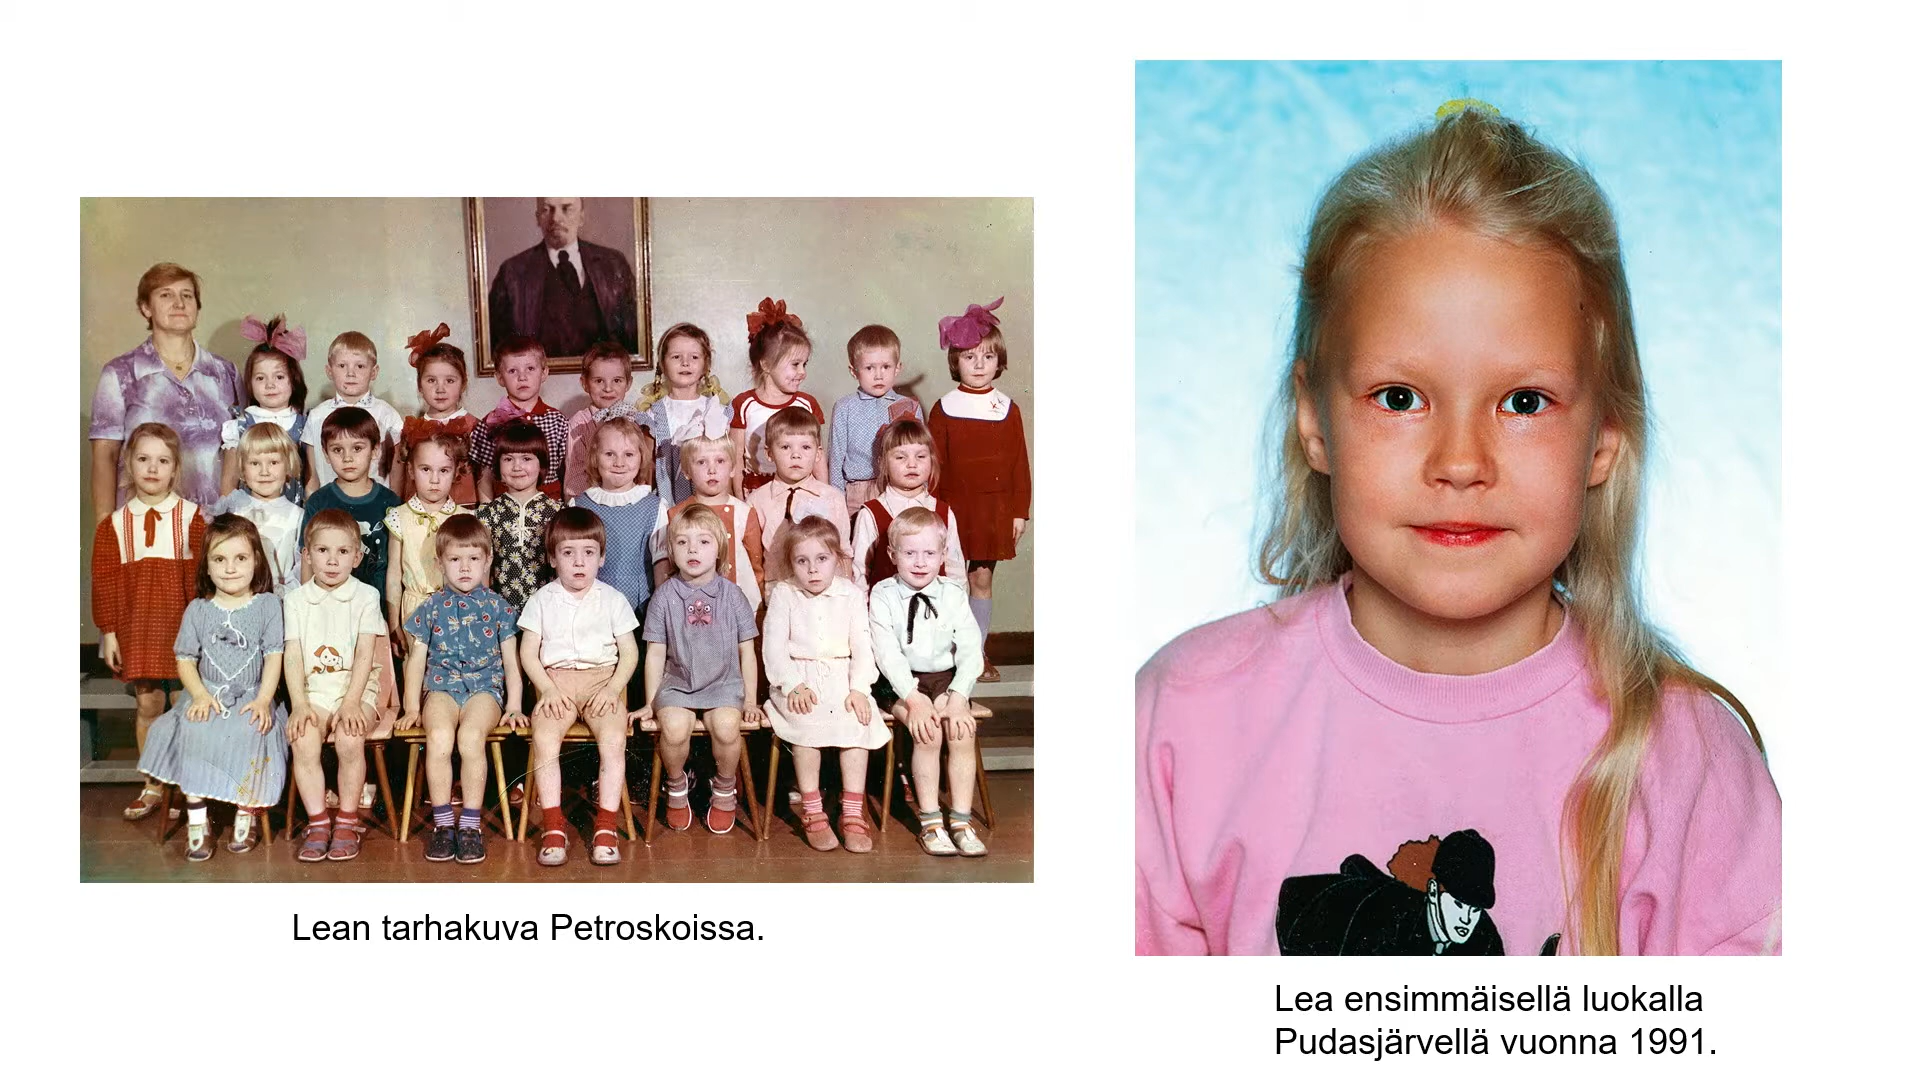 Lean tarhakuva Petroskoissa.
Lea ensimmäisellä luokalla
Pudasjärvellä vuonna 1991.